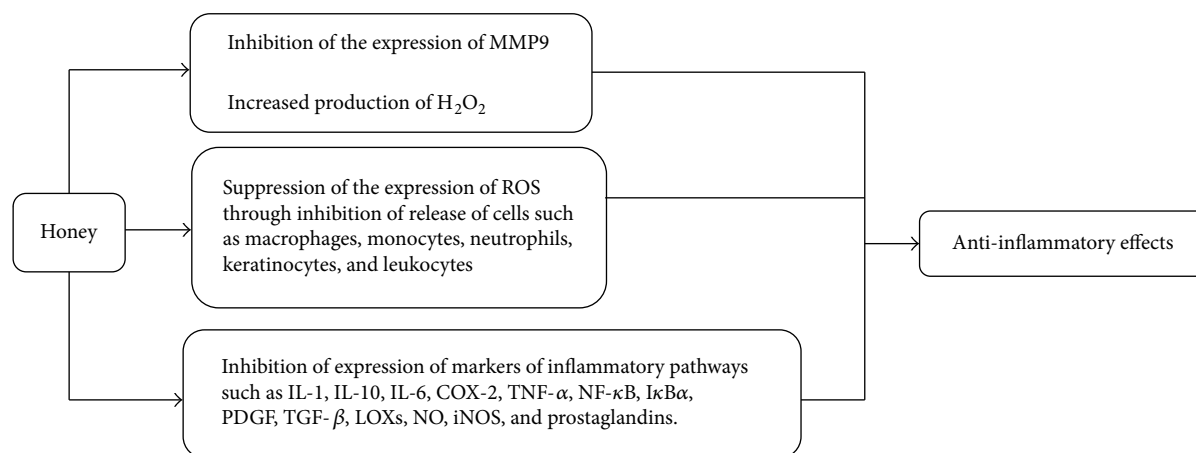 Inhibition of the expression of MMP9
Increased production of H₂O₂
Honey
Suppression of the expression of ROS
through inhibition of release of cells such
as macrophages, monocytes, neutrophils,
keratinocytes, and leukocytes
Inhibition of expression of markers of inflammatory pathways
such as IL-1, IL-10, IL-6, COX-2, TNF-α, NF-κB, IκBα,
PDGF, TGF-β, LOXs, NO, iNOS, and prostaglandins.
Anti-inflammatory effects